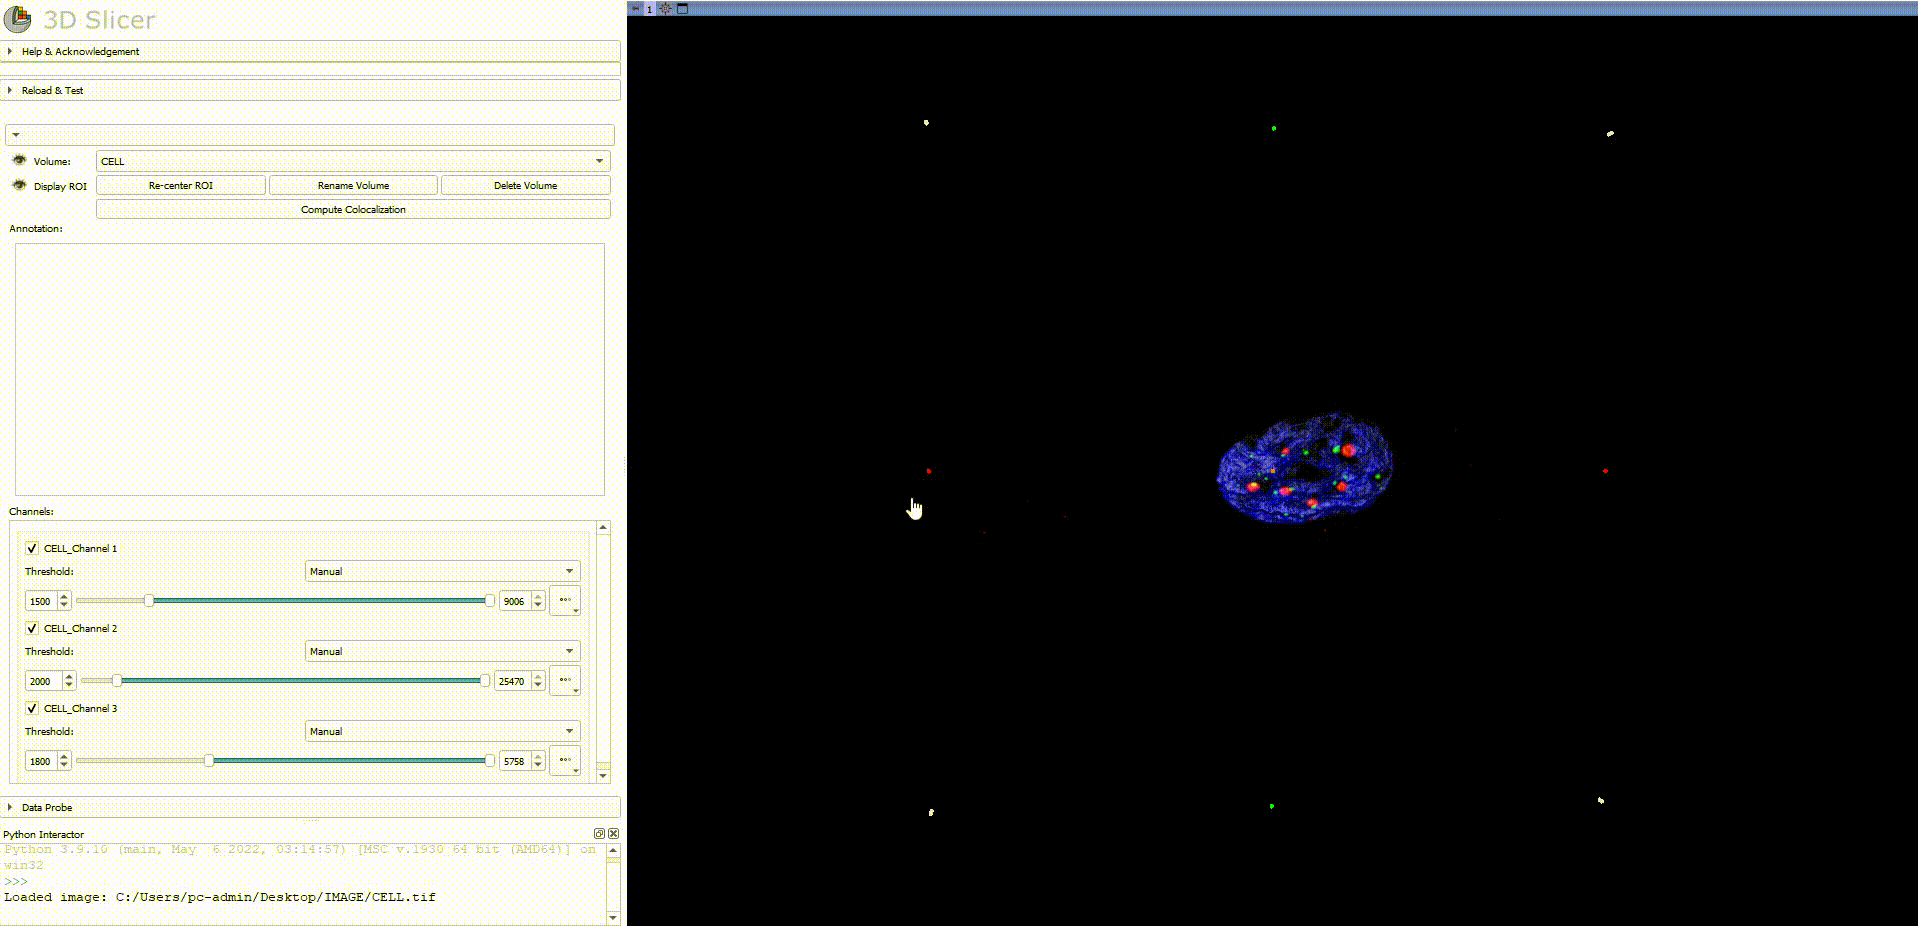 3D Slicer
1
Help & Acknowledgement
Reload & Test
Volume:
CELL
Display ROI
Re-center ROI
Rename Volume
Delete Volume
Compute Colocalization
Annotation:
Channels:
CELL_Channel 1
Threshold:
Manual
1500
9006
CELL_Channel 2
Threshold:
Manual
2000
25470
CELL_Channel 3
Threshold:
Manual
1800
5758
Data Probe
Python Interactor
Python 3.9.10 (main, May  6 2022, 03:14:57) [MSC v.1930 64 bit (AMD64)] on
win32
>>>
Loaded image: C:/Users/pc-admin/Desktop/IMAGE/CELL.tif